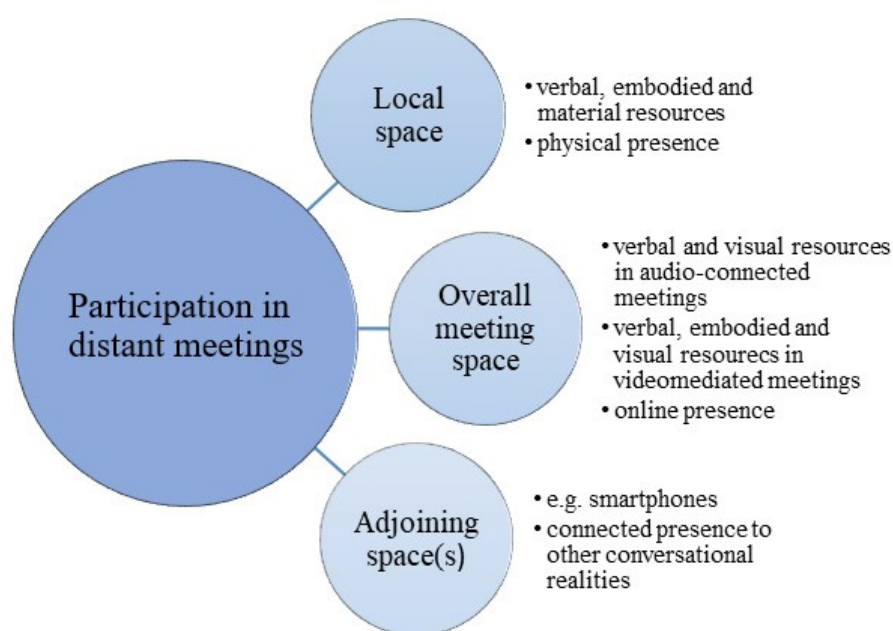 Participation in
distant meetings
Local
space
• verbal, embodied and
material resources
• physical presence
Overall
meeting
space
• verbal and visual resources
in audio-connected
meetings
• verbal, embodied and
visual resourecs in
videomediated meetings
• online presence
Adjoining
space(s)
• e.g. smartphones
• connected presence to
other conversational
realities